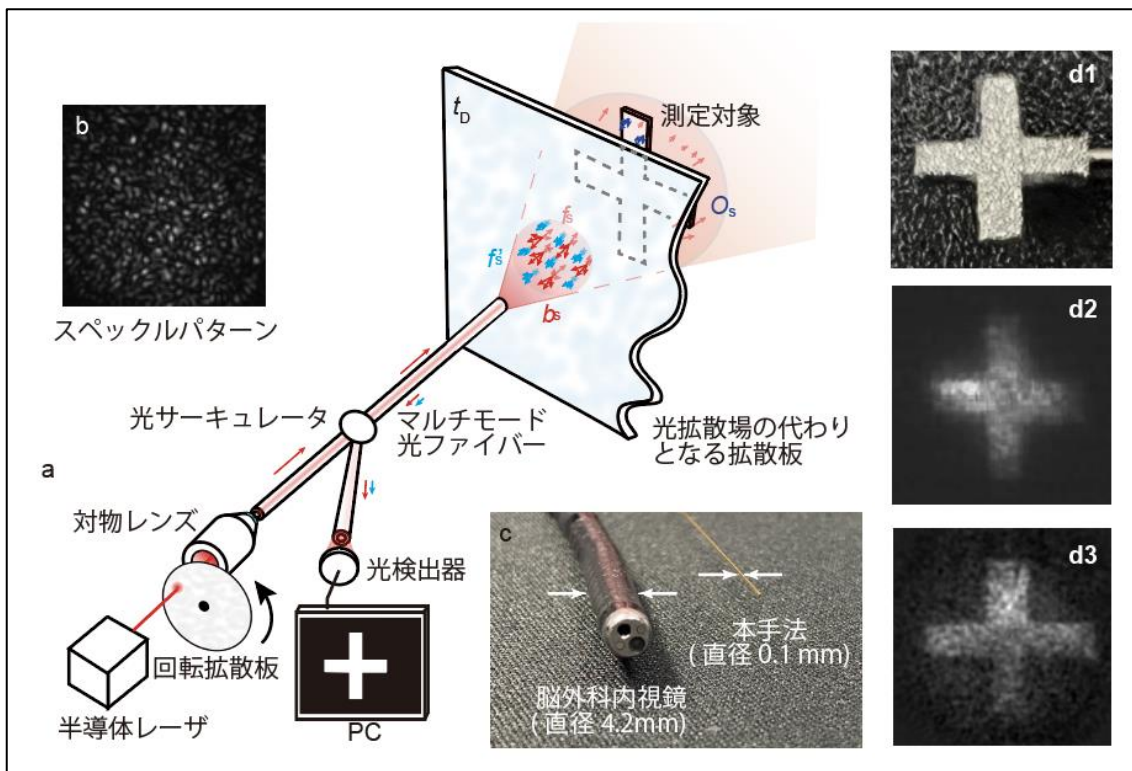 b
スペックルパターン
t_D
測定対象
O_s
f_s
f'_s
b_s
d1
光サーキュレータ
マルチモード
光ファイバー
光拡散場の代わり
となる拡散板
d2
a
対物レンズ
光検出器
回転拡散板
半導体レーザ
PC
c
本手法
( 直径 0.1 mm)
脳外科内視鏡
( 直径 4.2mm)
d3